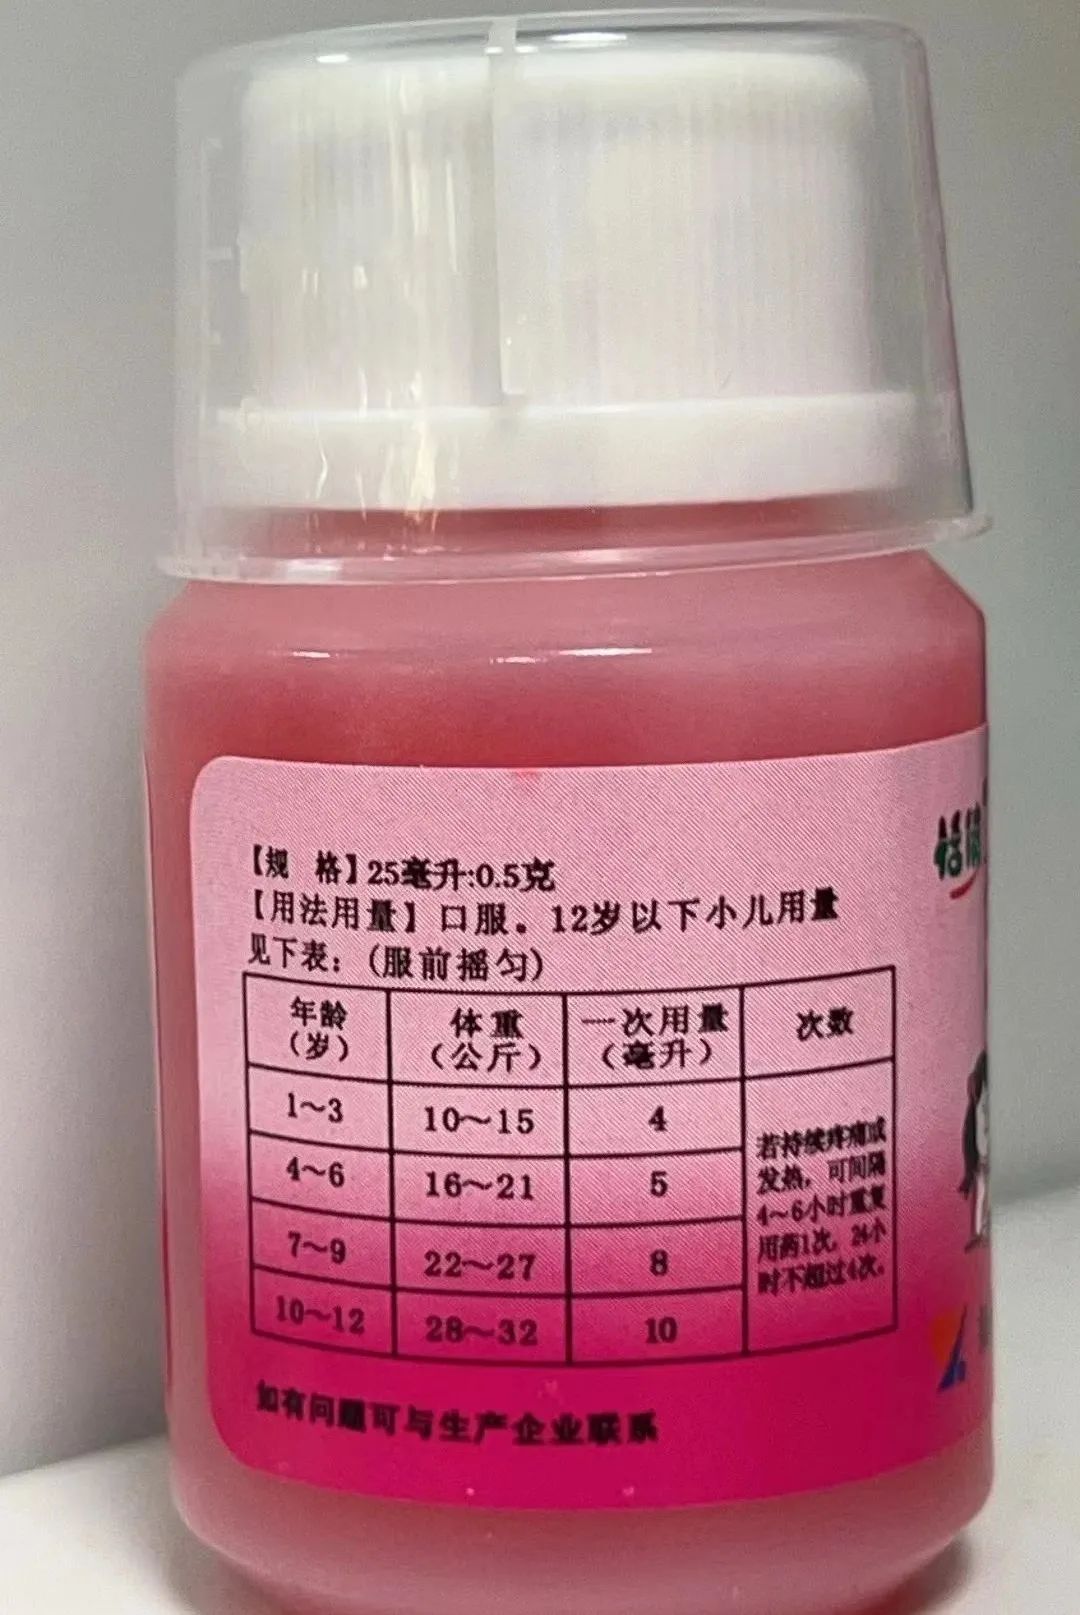 【规 格】25毫升:0.5克
【用法用量】口服。12岁以下小儿用量
见下表：(服前摇匀)
年龄（岁） 体重（公斤） 一次用量（毫升） 次数
1～3 10～15 4
4～6 16～21 5
7～9 22～27 8
10～12 28～32 10
若持续疼痛或
发热，可间隔
4～6小时重复
用药1次，24小
时不超过4次。
如有问题可与生产企业联系